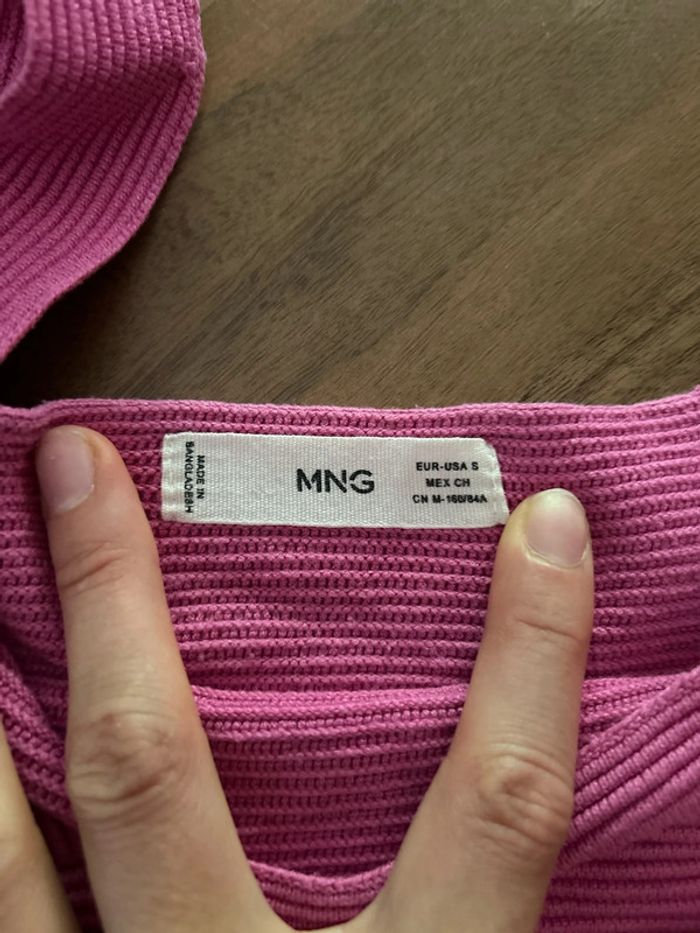 MADE IN
BANGLADESH
MNG
EUR-USA S
MEX CH
CN M-160/84A